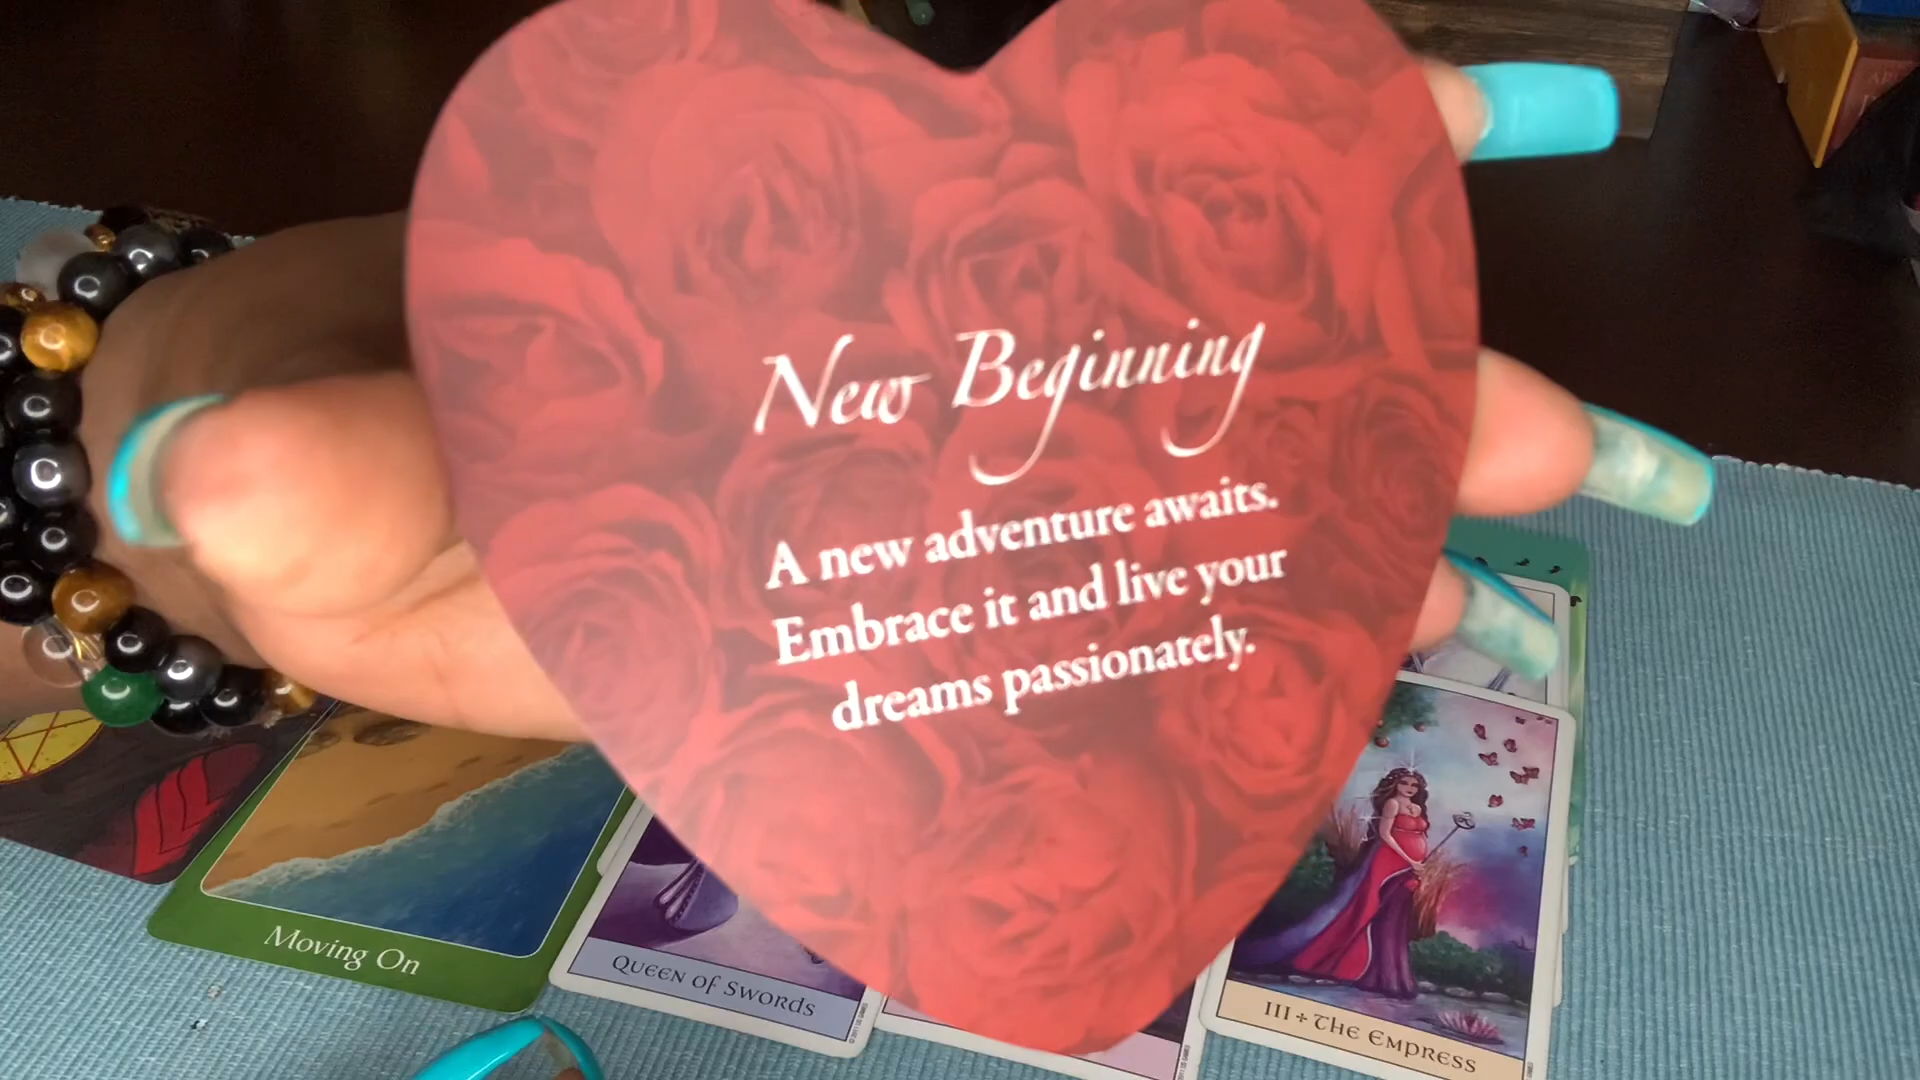 New Beginning
A new adventure awaits.
Embrace it and live your
dreams passionately.
Moving On
QUEEN OF SWORDS
III + THE EMPRESS